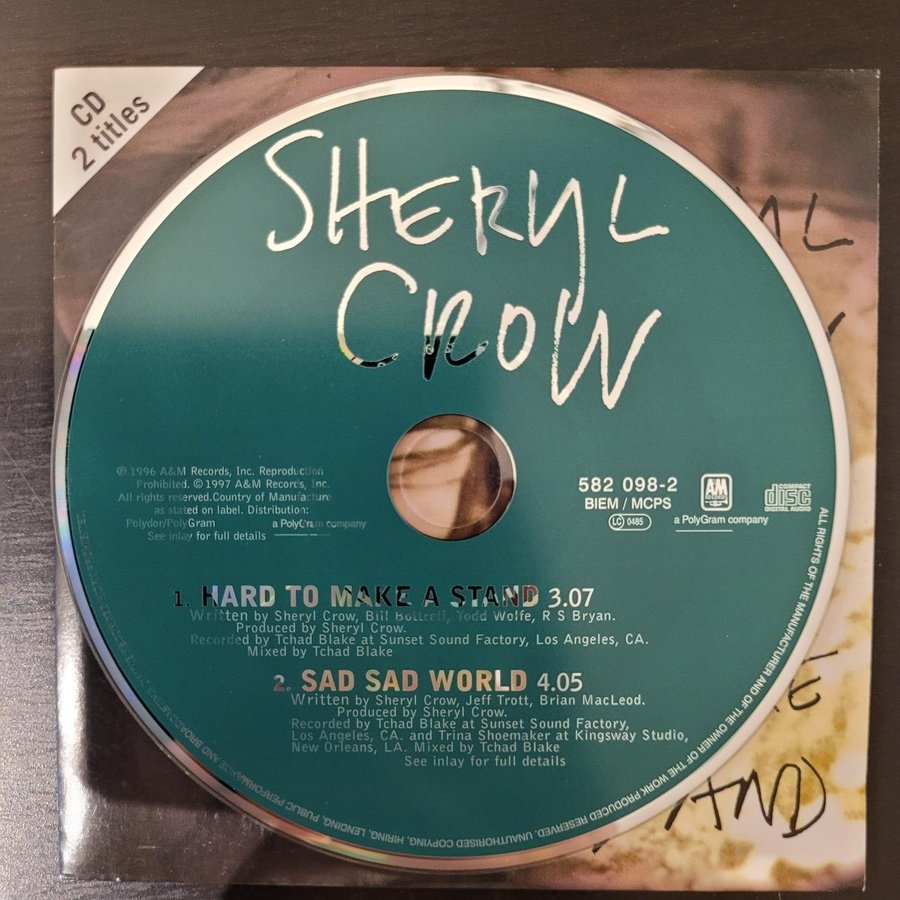 CD
2 titles
SHERYL
CROW
℗ 1996 A&M Records, Inc. Reproduction
Prohibited. © 1997 A&M Records, Inc.
All rights reserved.Country of Manufacture
as stated on label. Distribution:
Polydor/PolyGram a PolyGram company
See inlay for full details
582 098-2
BIEM / MCPS
LC 0485
AM
RECORDS
a PolyGram company
COMPACT
disc
DIGITAL AUDIO
1. HARD TO MAKE A STAND 3.07
Written by Sheryl Crow, Bill Bottrell, Todd Wolfe, R S Bryan.
Produced by Sheryl Crow.
Recorded by Tchad Blake at Sunset Sound Factory, Los Angeles, CA.
Mixed by Tchad Blake
2. SAD SAD WORLD 4.05
Written by Sheryl Crow, Jeff Trott, Brian MacLeod.
Produced by Sheryl Crow.
Recorded by Tchad Blake at Sunset Sound Factory,
Los Angeles, CA. and Trina Shoemaker at Kingsway Studio,
New Orleans, LA. Mixed by Tchad Blake
See inlay for full details
ALL RIGHTS OF THE MANUFACTURER AND OF THE OWNER OF THE WORK PRODUCED RESERVED. UNAUTHORISED COPYING, HIRING, LENDING, PUBLIC PERFORMANCE AND BROADCASTING
AND